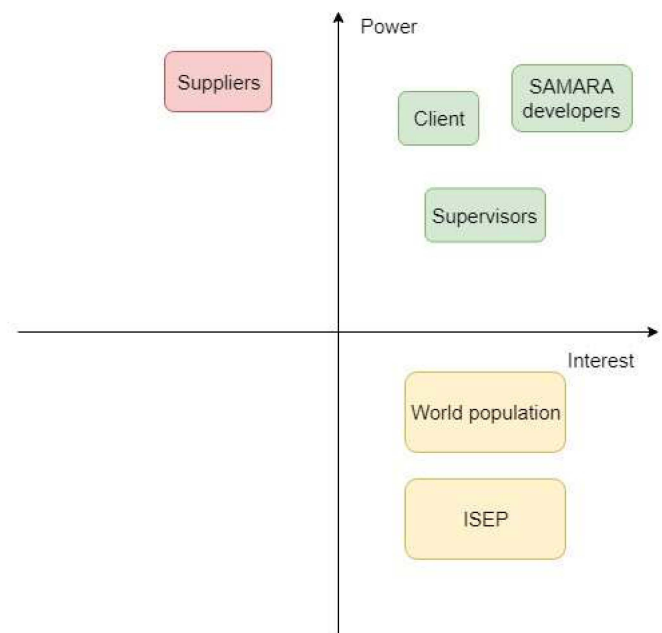 Power
Suppliers
SAMARA
developers
Client
Supervisors
Interest
World population
ISEP